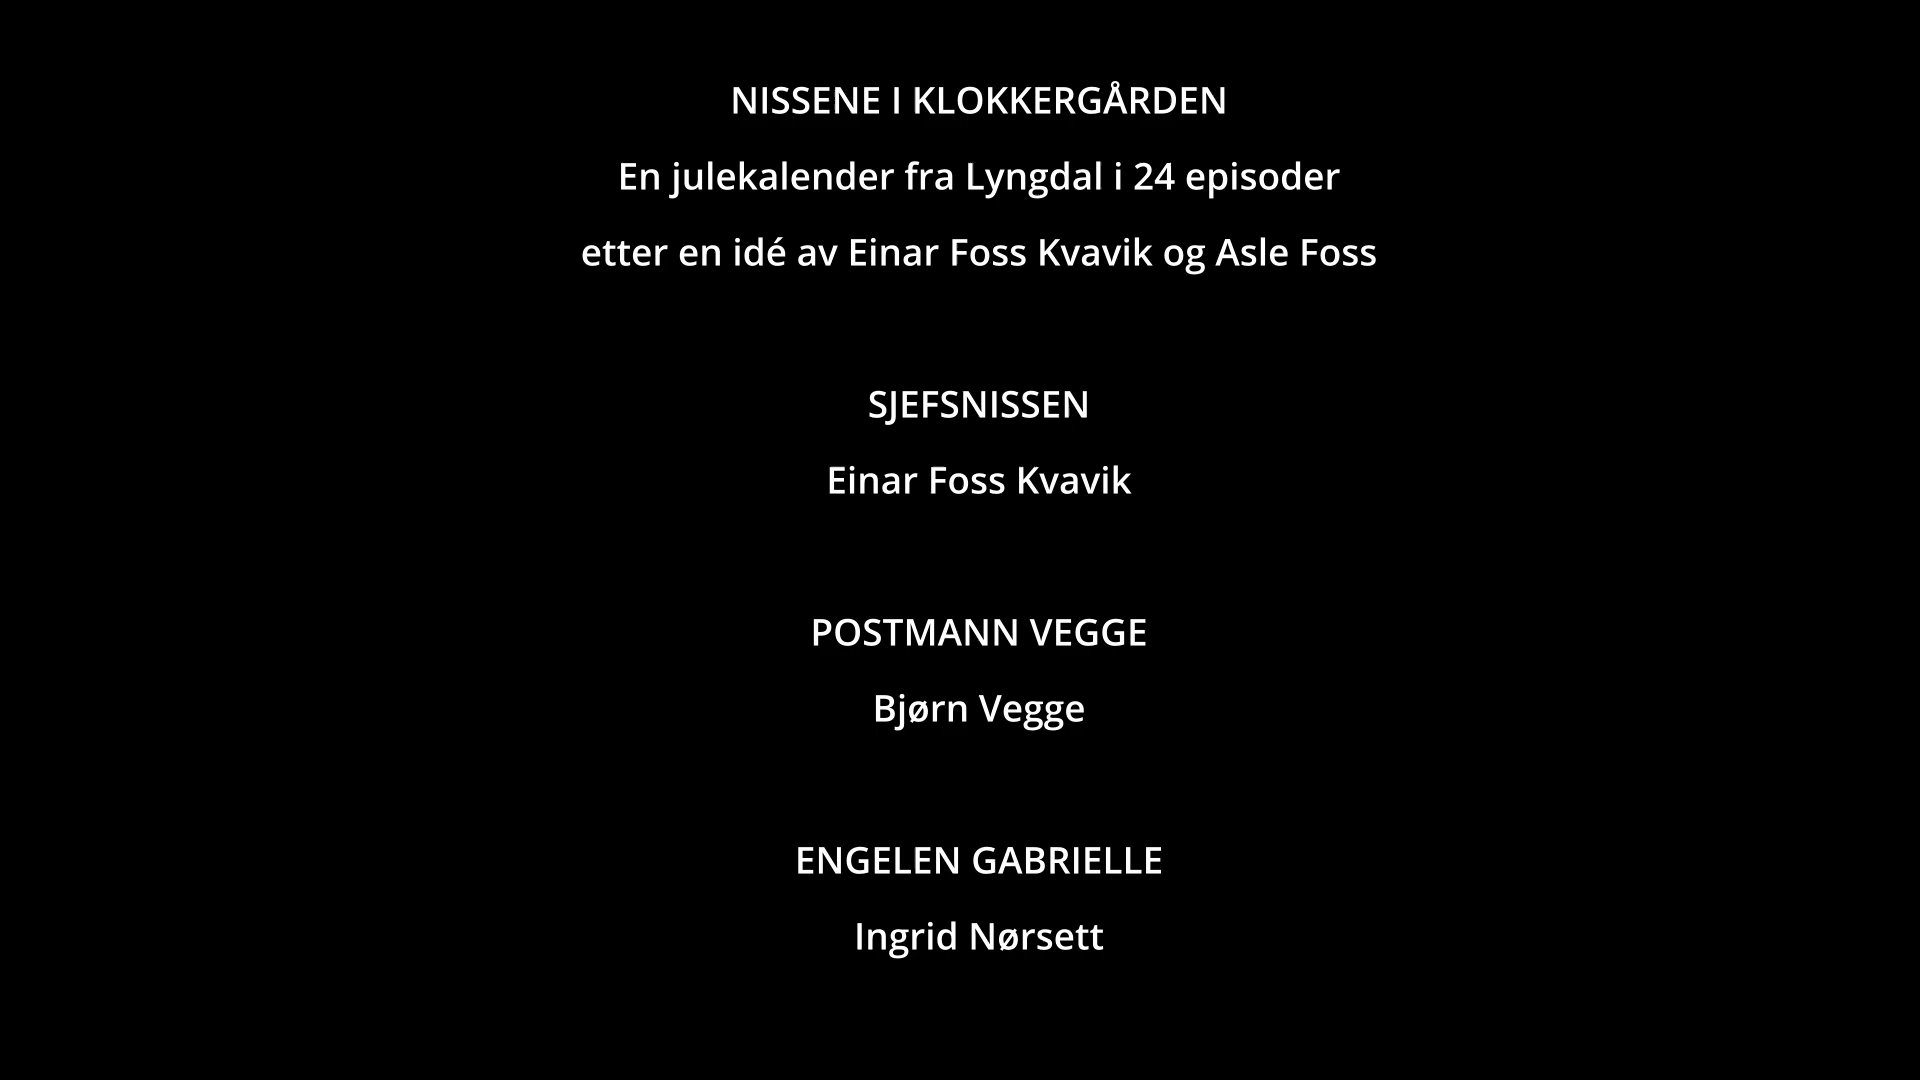 NISSENE I KLOKKERGÅRDEN
En julekalender fra Lyngdal i 24 episoder
etter en idé av Einar Foss Kvavik og Asle Foss
SJEFSNISSEN
Einar Foss Kvavik
POSTMANN VEGGE
Bjørn Vegge
ENGELEN GABRIELLE
Ingrid Nørsett